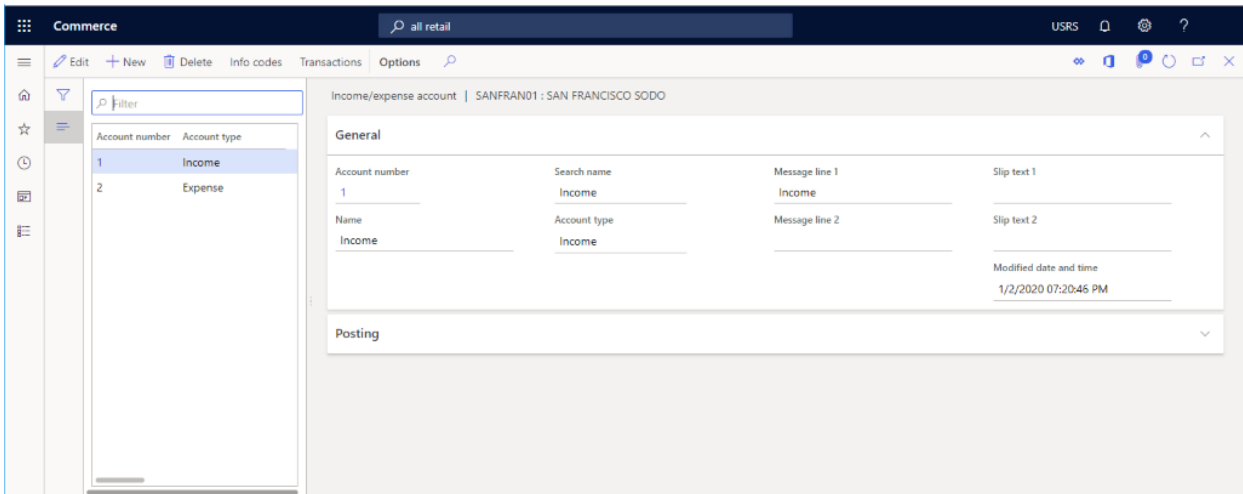 Commerce
all retail
USRS
?
Edit
New
Delete
Info codes
Transactions
Options
0
Filter
Account number Account type
1 Income
2 Expense
Income/expense account | SANFRAN01 : SAN FRANCISCO SODO
General
Account number Search name Message line 1 Slip text 1
1 Income Income
Name Account type Message line 2 Slip text 2
Income Income
Modified date and time
1/2/2020 07:20:46 PM
Posting